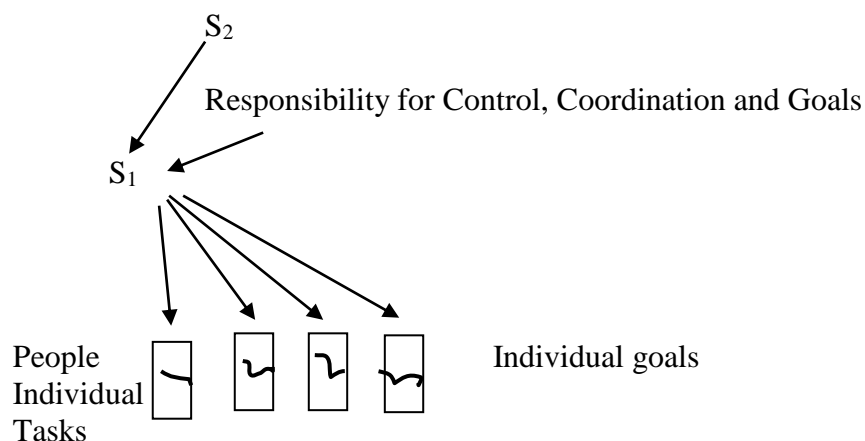 S₂
Responsibility for Control, Coordination and Goals
S₁
People
Individual
Tasks
Individual goals